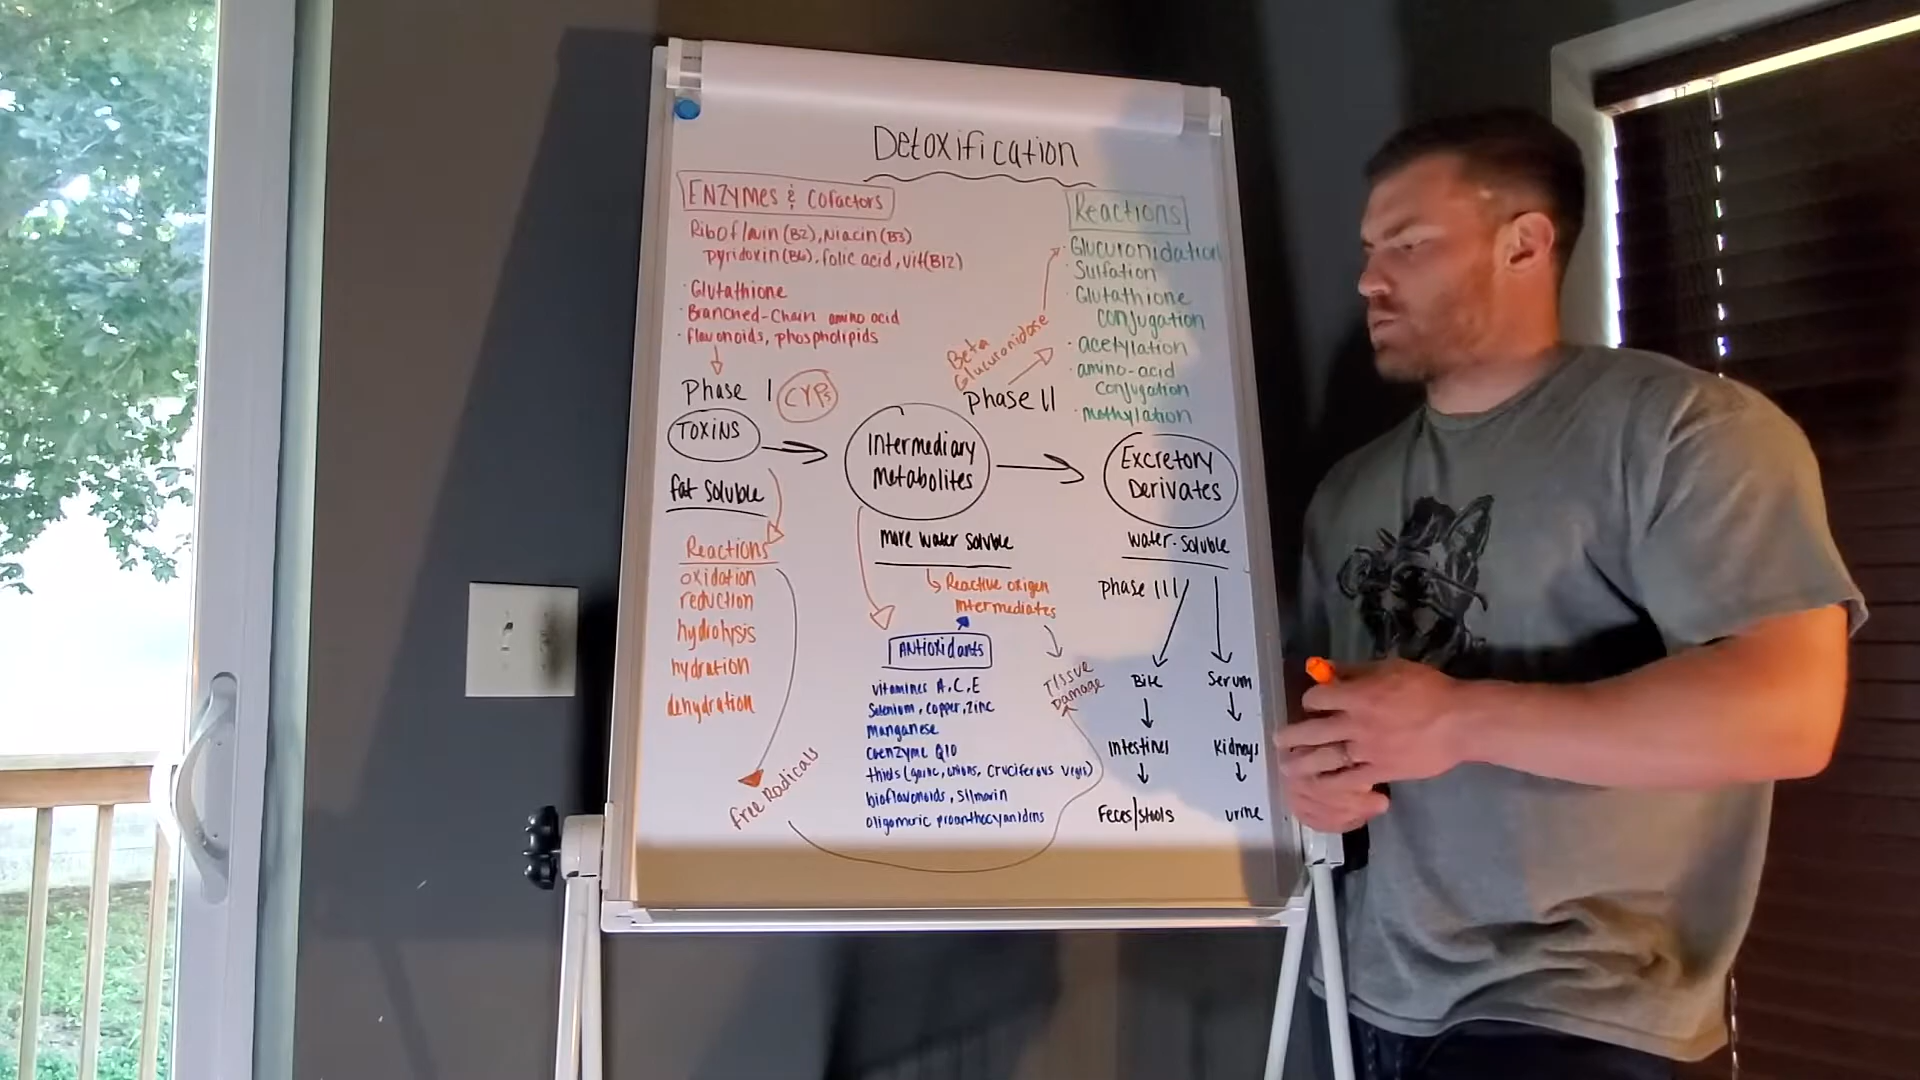 Detoxification
ENZYMES & Cofactors
Riboflavin (B2), Niacin (B3)
pyridoxin (B6), folic acid, vit (B12)
· Glutathione
· Branched-Chain amino acid
· flavonoids, phospholipids
Phase I
CYPs
TOXINS
fat soluble
Reactions
oxidation
reduction
hydrolysis
hydration
dehydration
free Radicals
Intermediary
Metabolites
more water soluble
Reactive oxigen
Intermediates
Antioxidants
vitamines A, C, E
Selenium, copper, zinc
manganese
Coenzyme Q10
thiols (garlic, onions, cruciferous vegis)
bioflavonoids, Silmarin
oligomeric proanthocyanidins
Tissue
Damage
Beta
Glucuronidase
phase II
Reactions
· Glucuronidation
· Sulfation
· Glutathione
conjugation
· acetylation
· amino-acid
conjugation
· methylation
Excretory
Derivates
water-soluble
phase III
Bile
Intestines
Feces/stools
Serum
Kidneys
urine